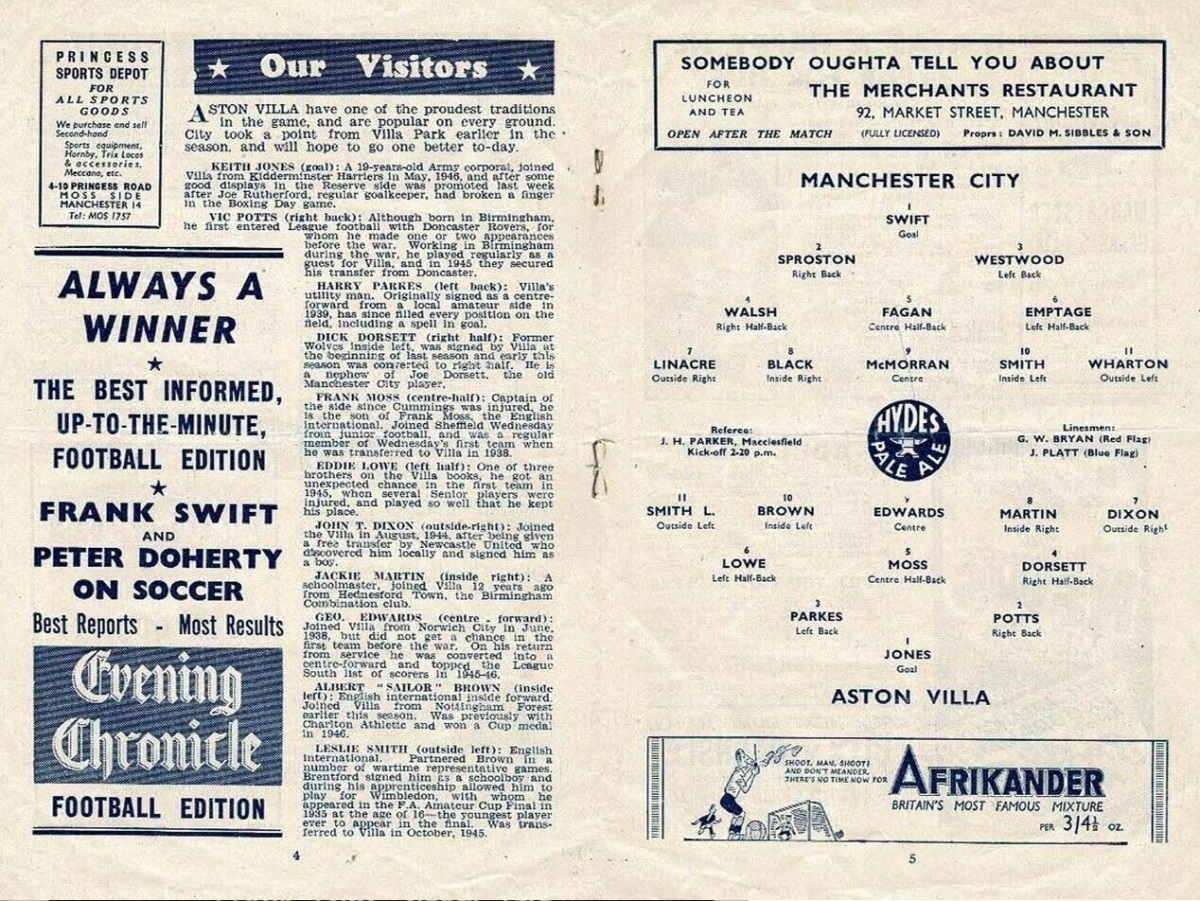 PRINCESS
SPORTS DEPOT
FOR
ALL SPORTS
GOODS
We purchase and sell
Second-hand
Sports equipment,
Hornby, Trix Locos
& accessories,
Meccano, etc.
4-10 PRINCESS ROAD
MOSS SIDE
MANCHESTER 14
Tel: MOS 1757
ALWAYS A
WINNER
THE BEST INFORMED,
UP-TO-THE-MINUTE,
FOOTBALL EDITION
FRANK SWIFT
AND
PETER DOHERTY
ON SOCCER
Best Reports - Most Results
Evening
Chronicle
FOOTBALL EDITION
Our Visitors
ASTON VILLA have one of the proudest traditions
in the game, and are popular on every ground.
City took a point from Villa Park earlier in the
season, and will hope to go one better to-day.
KEITH JONES (goal): A 19-years-old Army corporal, joined
Villa from Kidderminster Harriers in May, 1946, and after some
good displays in the Reserve side was promoted last week
after Joe Rutherford, regular goalkeeper, had broken a finger
in the Boxing Day game.
VIC POTTS (right back): Although born in Birmingham,
he first entered League football with Doncaster Rovers, for
whom he made one or two appearances
before the war. Working in Birmingham
during the war, he played regularly as a
guest for Villa, and in 1945 they secured
his transfer from Doncaster.
HARRY PARKES (left back): Villa's
utility man. Originally signed as a centre-
forward from a local amateur side in
1939, has since filled every position on the
field, including a spell in goal.
DICK DORSETT (right half): Former
Wolves inside left, was signed by Villa at
the beginning of last season and early this
season was converted to right half. He is
a nephew of Joe Dorsett, the old
Manchester City player.
FRANK MOSS (centre-half): Captain of
the side since Cummings was injured, he
is the son of Frank Moss, the English
international. Joined Sheffield Wednesday
from junior football, and was a regular
member of Wednesday's first team when
he was transferred to Villa in 1938.
EDDIE LOWE (left half): One of three
brothers on the Villa books, he got an
unexpected chance in the first team in
1945, when several Senior players were
injured, and played so well that he kept
his place.
JOHN T. DIXON (outside-right): Joined
the Villa in August, 1944, after being given
a free transfer by Newcastle United who
discovered him locally and signed him as
a boy.
JACKIE MARTIN (inside right): A
schoolmaster, joined Villa 12 years ago
from Hednesford Town, the Birmingham
Combination club.
GEO. EDWARDS (centre - forward):
Joined Villa from Norwich City in June,
1938, but did not get a chance in the
first team before the war. On his return
from service he was converted into a
centre-forward and topped the League
South list of scorers in 1945-46.
ALBERT "SAILOR" BROWN (inside
left): English international inside forward.
Joined Villa from Nottingham Forest
earlier this season. Was previously with
Charlton Athletic and won a Cup medal
in 1946.
LESLIE SMITH (outside left): English
international. Partnered Brown in a
number of wartime representative games.
Brentford signed him as a schoolboy and
during his apprenticeship allowed him to
play for Wimbledon, with whom he
appeared in the F.A. Amateur Cup Final in
1935 at the age of 16—the youngest player
ever to appear in the final. Was trans-
ferred to Villa in October, 1945.
4
SOMEBODY OUGHTA TELL YOU ABOUT
FOR
LUNCHEON
AND TEA
THE MERCHANTS RESTAURANT
92, MARKET STREET, MANCHESTER
OPEN AFTER THE MATCH (FULLY LICENSED) Proprs: DAVID M. SIBBLES & SON
MANCHESTER CITY
1
SWIFT
Goal
2 3
SPROSTON WESTWOOD
Right Back Left Back
4 5 6
WALSH FAGAN EMPTAGE
Right Half-Back Centre Half-Back Left Half-Back
7 8 9 10 11
LINACRE BLACK McMORRAN SMITH WHARTON
Outside Right Inside Right Centre Inside Left Outside Left
Referee:
J. H. PARKER, Macclesfield
Kick-off 2-20 p.m.
HYDES
PALE ALE
Linesmen:
G. W. BRYAN (Red Flag)
J. PLATT (Blue Flag)
11 10 9 8 7
SMITH L. BROWN EDWARDS MARTIN DIXON
Outside Left Inside Left Centre Inside Right Outside Right
6 5 4
LOWE MOSS DORSETT
Left Half-Back Centre Half-Back Right Half-Back
3 2
PARKES POTTS
Left Back Right Back
1
JONES
Goal
ASTON VILLA
SHOOT, MAN, SHOOT!
AND DON'T MEANDER,
THERE'S NO TIME NOW FOR
AFRIKANDER
BRITAIN'S MOST FAMOUS MIXTURE
PER 3/4½ OZ.
5